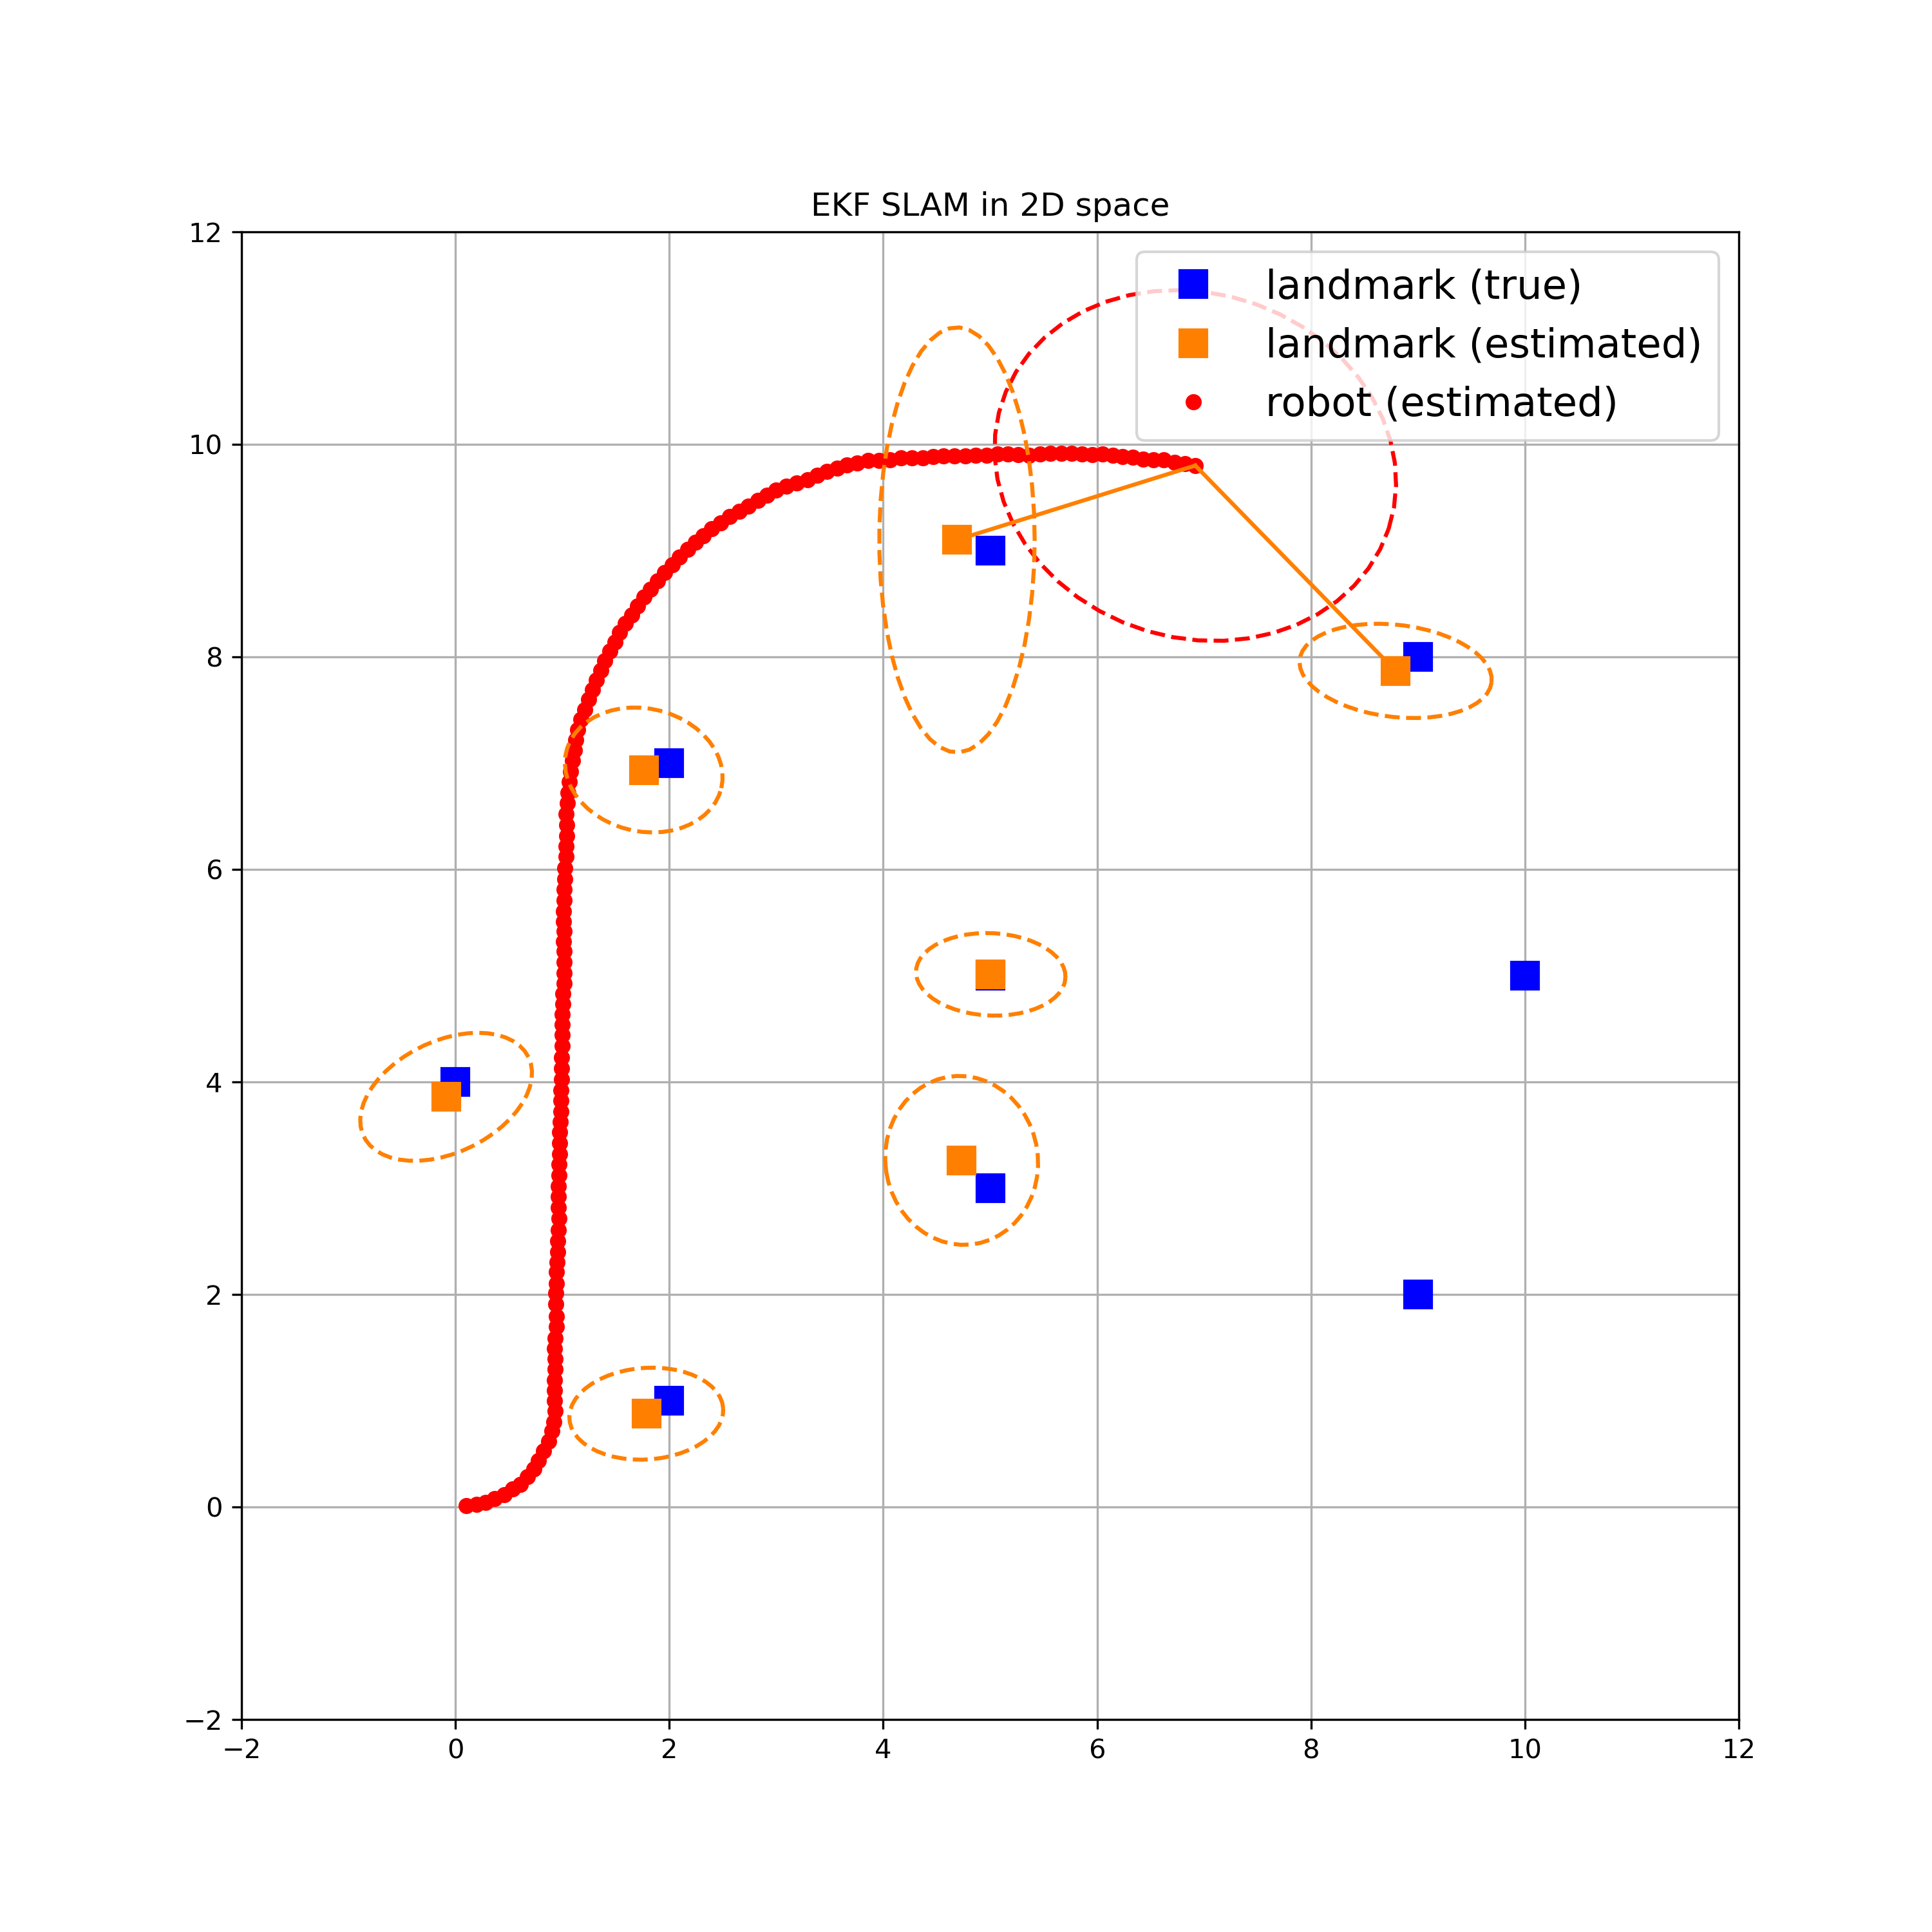 EKF SLAM in 2D space
12
landmark (true)
landmark (estimated)
robot (estimated)
10
8
6
4
2
0
−2
−2 0 2 4 6 8 10 12